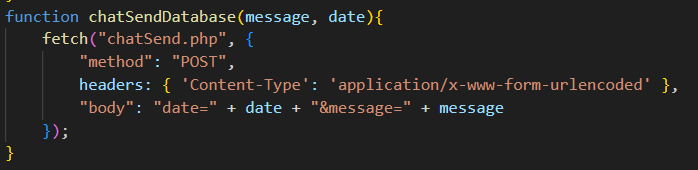 function chatSendDatabase(message, date){
    fetch("chatSend.php", {
        "method": "POST",
        headers: { 'Content-Type': 'application/x-www-form-urlencoded' },
        "body": "date=" + date + "&message=" + message
    });
}